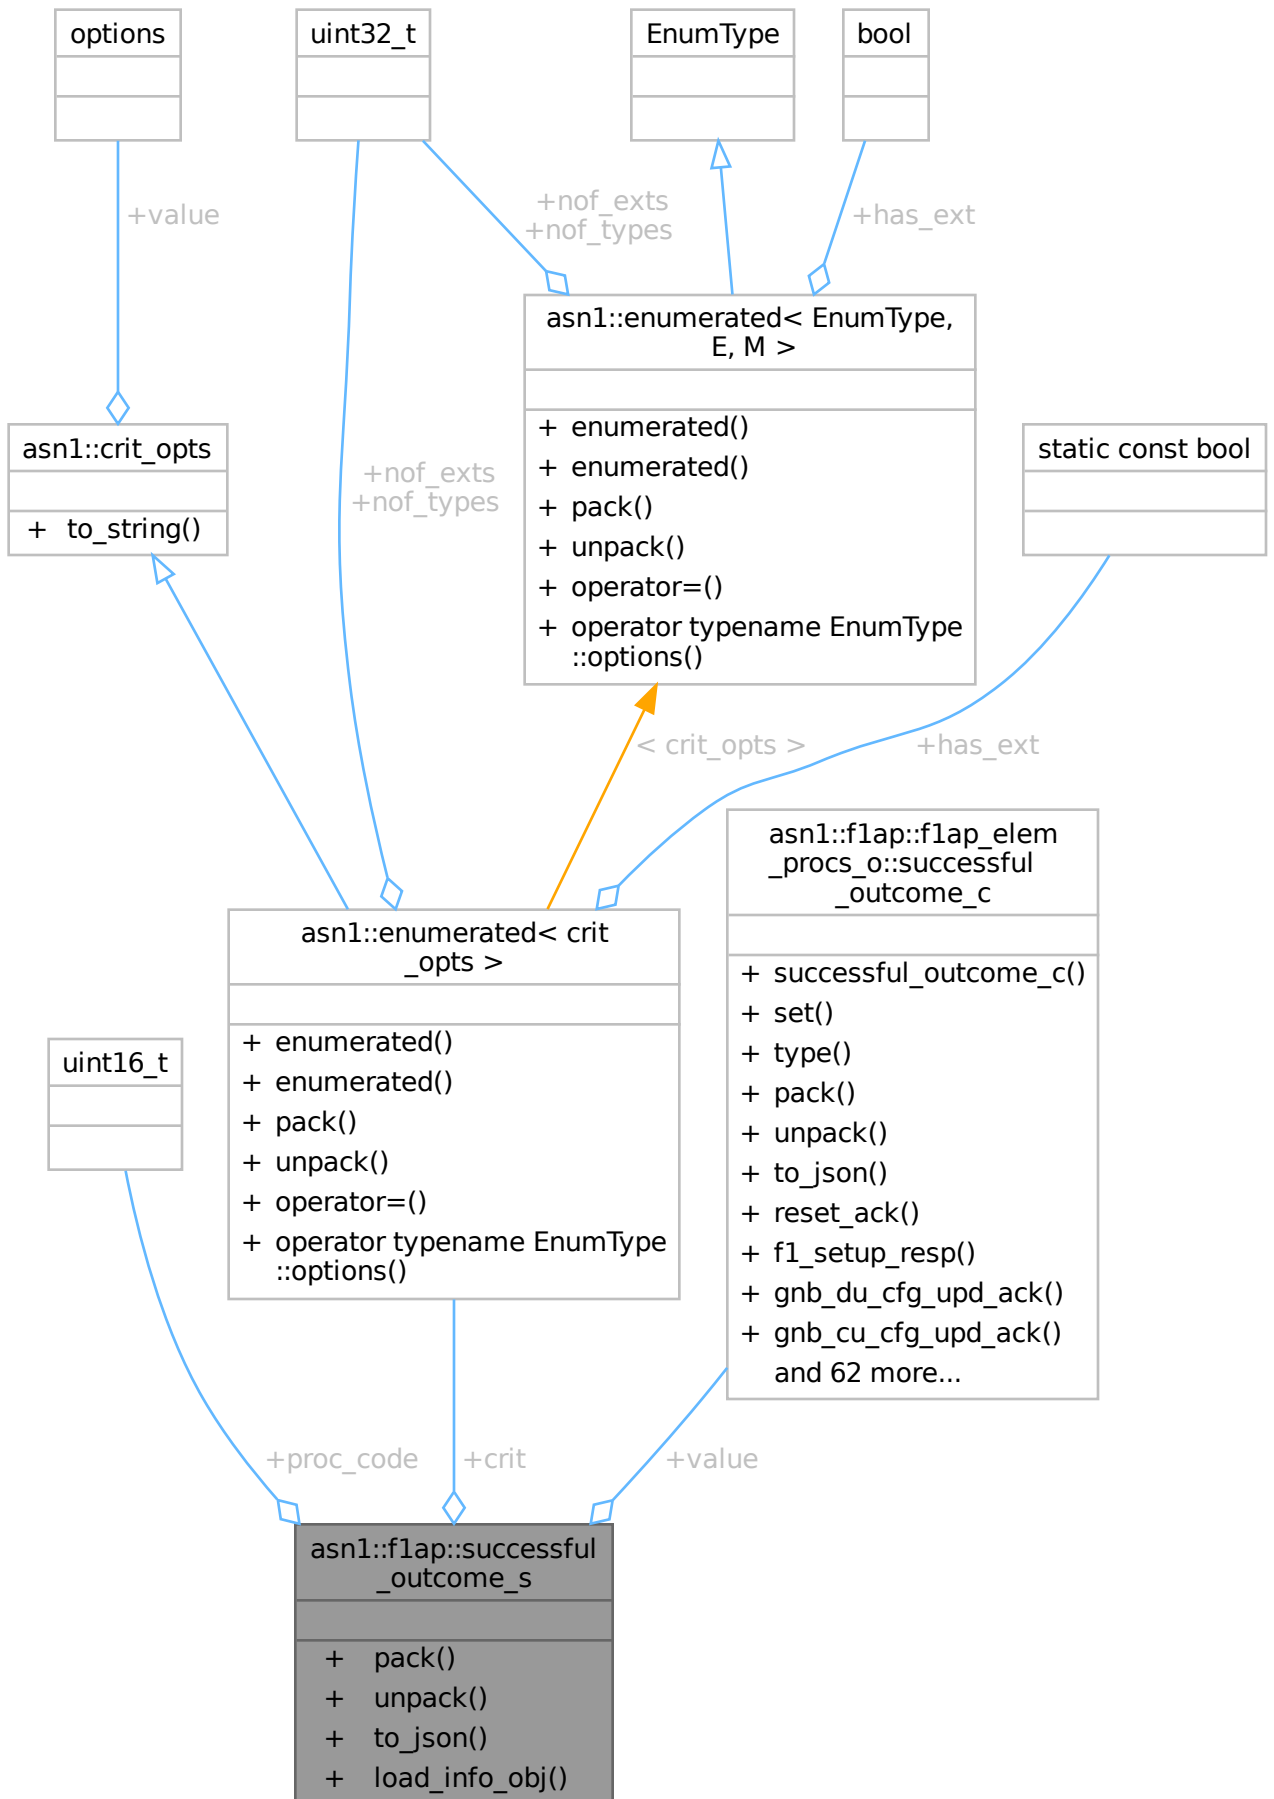 options
uint32_t
EnumType
bool
+value
+nof_exts
+nof_types
+has_ext
asn1::enumerated< EnumType,
E, M >
+ enumerated()
+ enumerated()
+ pack()
+ unpack()
+ operator=()
+ operator typename EnumType
::options()
asn1::crit_opts
+ to_string()
+nof_exts
+nof_types
static const bool
< crit_opts >
+has_ext
asn1::f1ap::f1ap_elem
_procs_o::successful
_outcome_c
+ successful_outcome_c()
+ set()
+ type()
+ pack()
+ unpack()
+ to_json()
+ reset_ack()
+ f1_setup_resp()
+ gnb_du_cfg_upd_ack()
+ gnb_cu_cfg_upd_ack()
and 62 more...
asn1::enumerated< crit
_opts >
+ enumerated()
+ enumerated()
+ pack()
+ unpack()
+ operator=()
+ operator typename EnumType
::options()
uint16_t
+proc_code
+crit
+value
asn1::f1ap::successful
_outcome_s
+ pack()
+ unpack()
+ to_json()
+ load_info_obj()